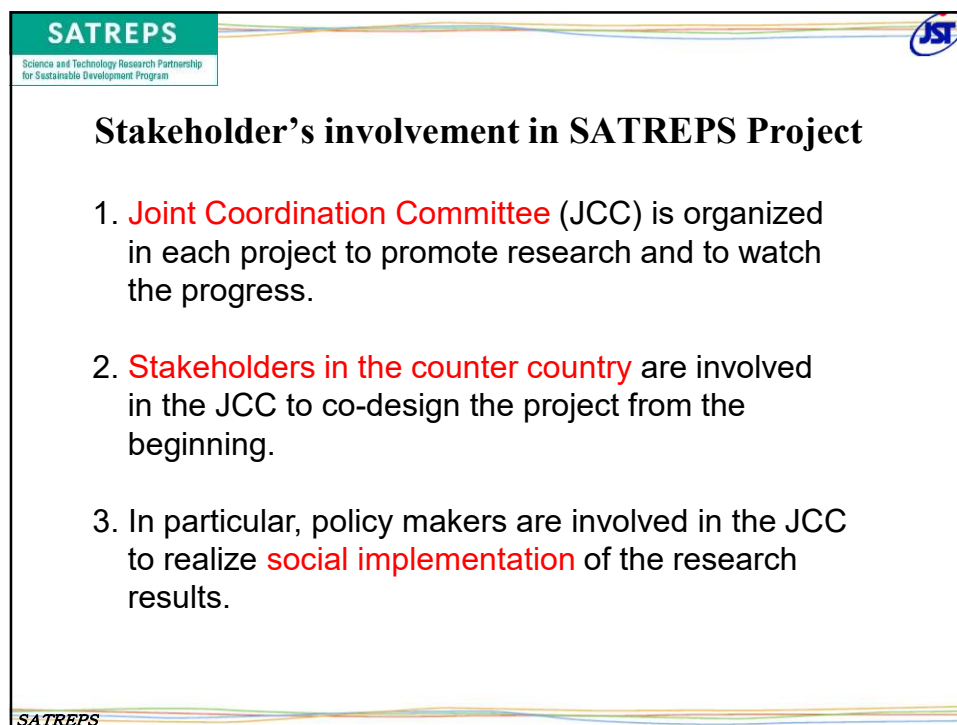 SATREPS
Science and Technology Research Partnership
for Sustainable Development Program
JST
Stakeholder’s involvement in SATREPS Project
1. Joint Coordination Committee (JCC) is organized
in each project to promote research and to watch
the progress.
2. Stakeholders in the counter country are involved
in the JCC to co-design the project from the
beginning.
3. In particular, policy makers are involved in the JCC
to realize social implementation of the research
results.
SATREPS